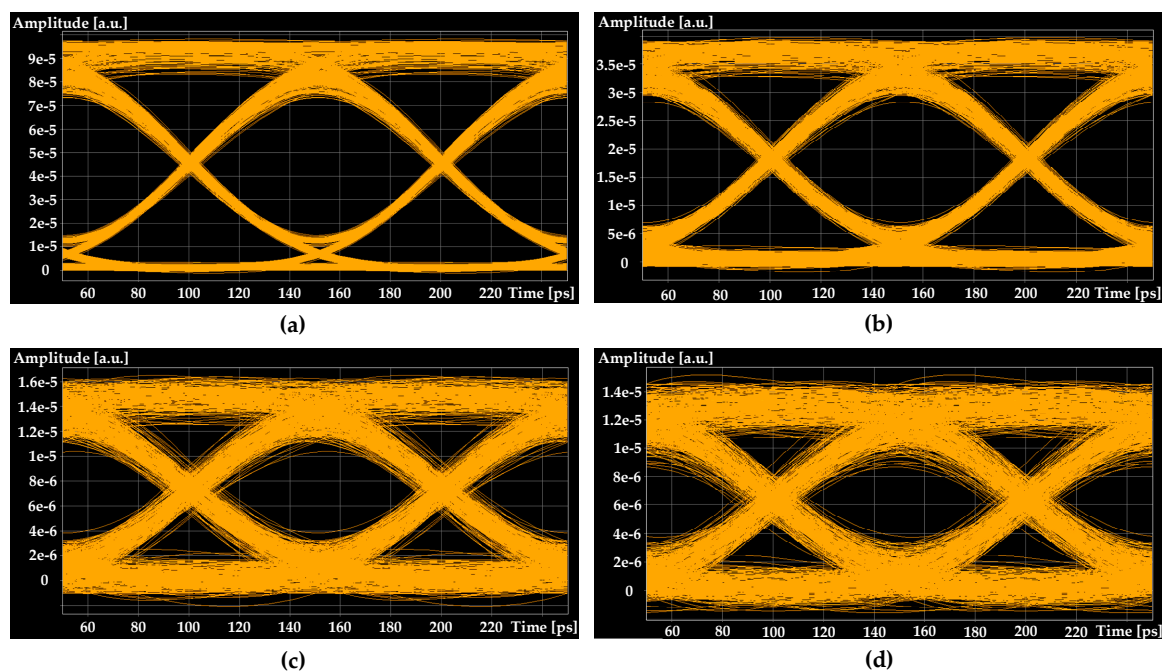 Amplitude [a.u.]
9e-5
8e-5
7e-5
6e-5
5e-5
4e-5
3e-5
2e-5
1e-5
0
60 80 100 120 140 160 180 200 220 Time [ps]
(a)
Amplitude [a.u.]
3.5e-5
3e-5
2.5e-5
2e-5
1.5e-5
1e-5
5e-6
0
60 80 100 120 140 160 180 200 220 Time [ps]
(b)
Amplitude [a.u.]
1.6e-5
1.4e-5
1.2e-5
1e-5
8e-6
6e-6
4e-6
2e-6
0
60 80 100 120 140 160 180 200 220 Time [ps]
(c)
Amplitude [a.u.]
1.4e-5
1.2e-5
1e-5
8e-6
6e-6
4e-6
2e-6
0
60 80 100 120 140 160 180 200 220 Time [ps]
(d)